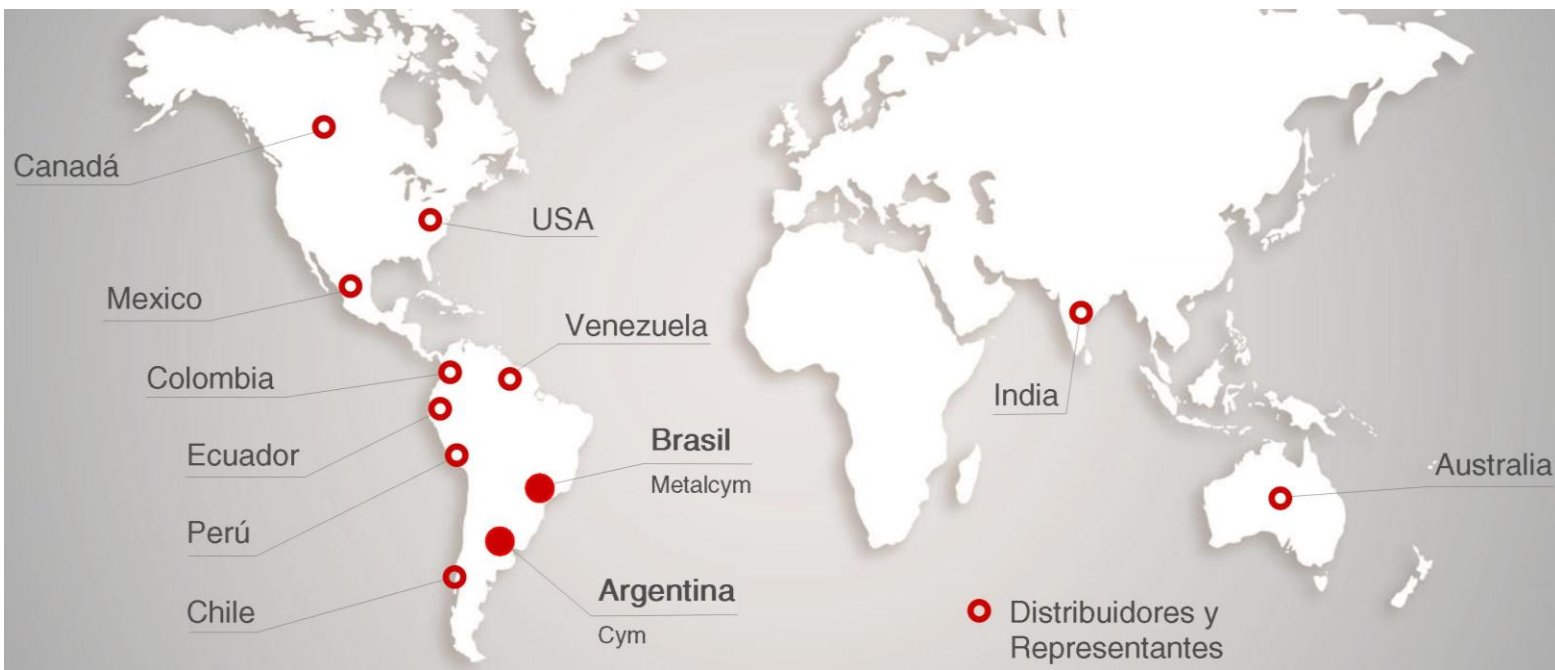 Canadá
USA
Mexico
Venezuela
Colombia
India
Ecuador
Brasil
Metalcym
Australia
Perú
Chile
Argentina
Cym
Distribuidores y
Representantes